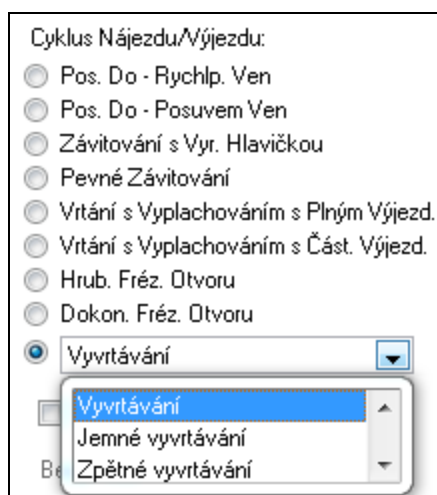 Cyklus Nájezdu/Výjezdu:
Pos. Do - Rychlp. Ven
Pos. Do - Posuvem Ven
Závitování s Vyr. Hlavičkou
Pevné Závitování
Vrtání s Vyplachováním s Plným Výjezd.
Vrtání s Vyplachováním s Část. Výjezd.
Hrub. Fréz. Otvoru
Dokon. Fréz. Otvoru
Vyvrtávání
Vyvrtávání
Jemné vyvrtávání
Zpětné vyvrtávání